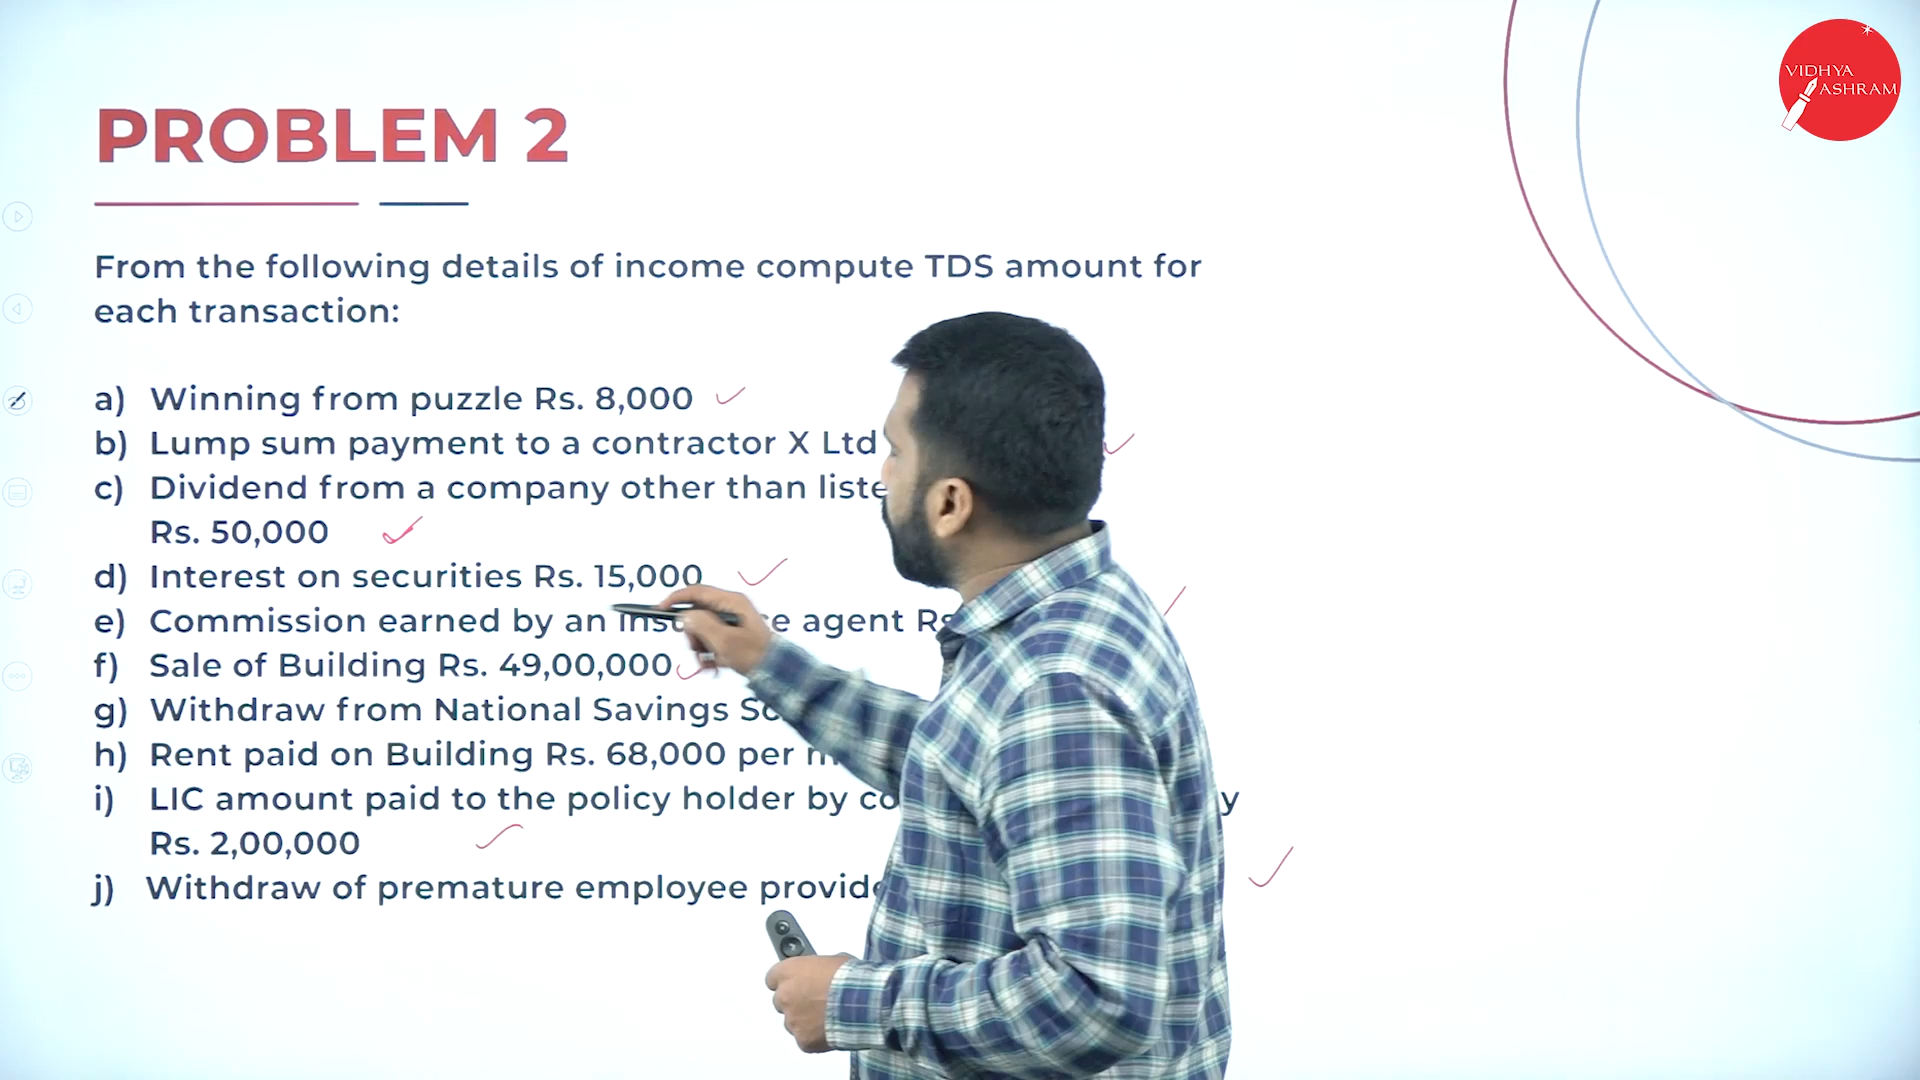 VIDHYA
ASHRAM
PROBLEM 2
From the following details of income compute TDS amount for
each transaction:
a) Winning from puzzle Rs. 8,000
b) Lump sum payment to a contractor X Ltd
c) Dividend from a company other than
Rs. 50,000
d) Interest on securities Rs. 15,000
e) Commission earned by an agent
f) Sale of Building Rs. 49,00,000
g) Withdraw from National Savings
h) Rent paid on Building Rs. 68,000 per
i) LIC amount paid to the policy holder by
Rs. 2,00,000
j) Withdraw of premature employee